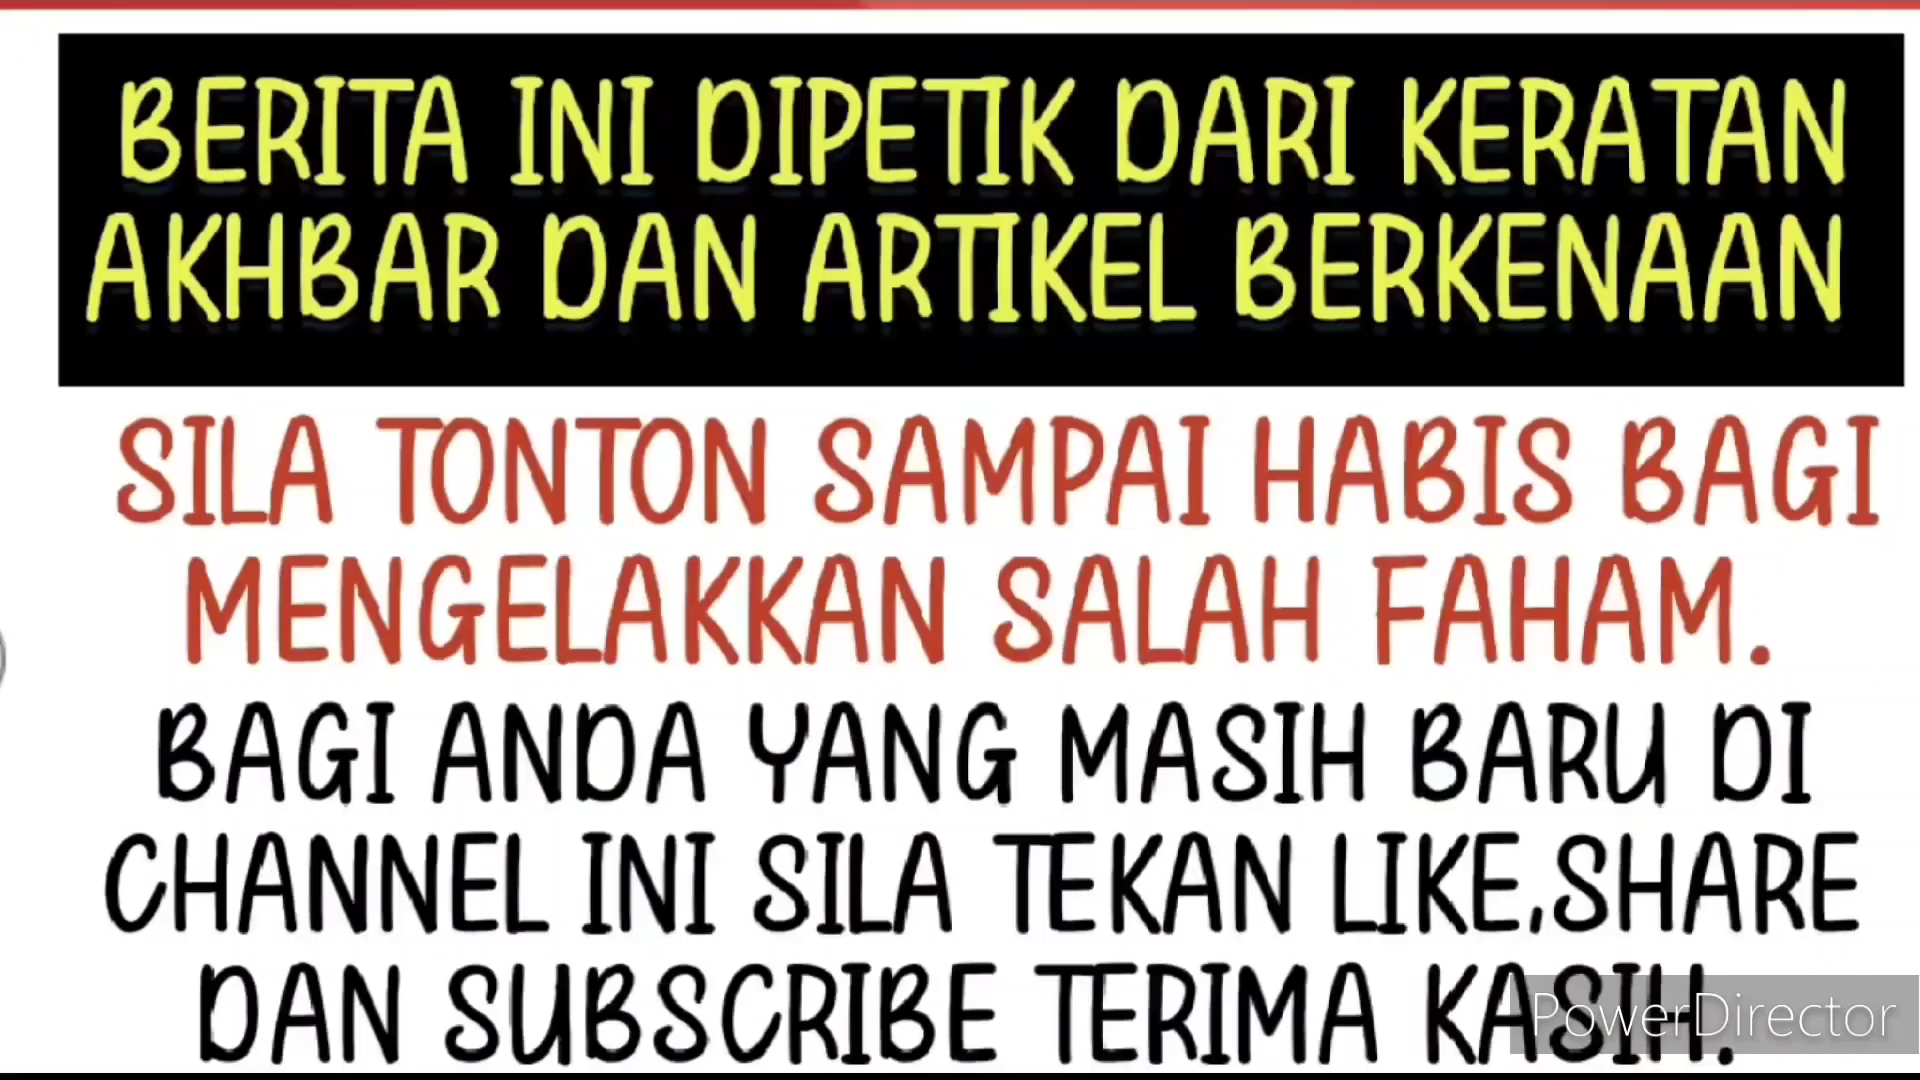 BERITA INI DIPETIK DARI KERATAN
AKHBAR DAN ARTIKEL BERKENAAN
SILA TONTON SAMPAI HABIS BAGI
MENGELAKKAN SALAH FAHAM.
BAGI ANDA YANG MASIH BARU DI
CHANNEL INI SILA TEKAN LIKE,SHARE
DAN SUBSCRIBE TERIMA KASIH.
PowerDirector